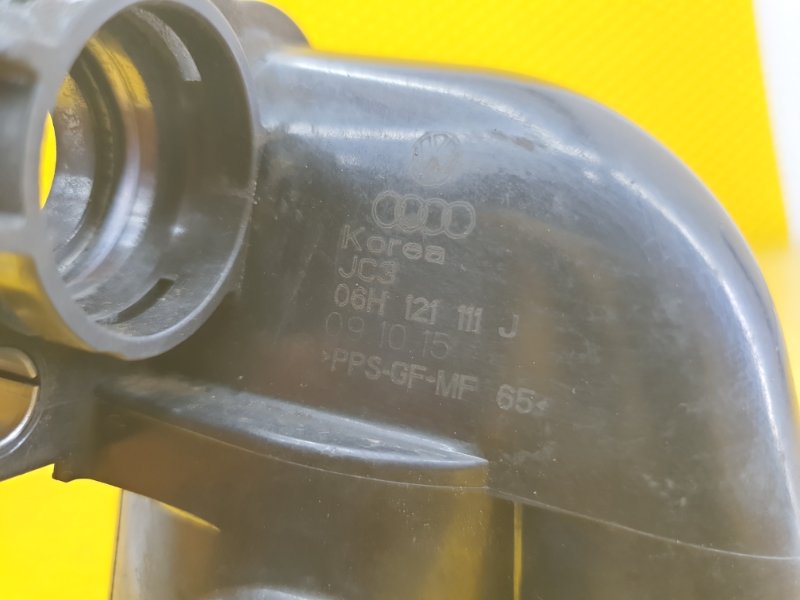 Korea
JC3
06H 121 111 J
09 10 15
>PPS-GF-MF 65<